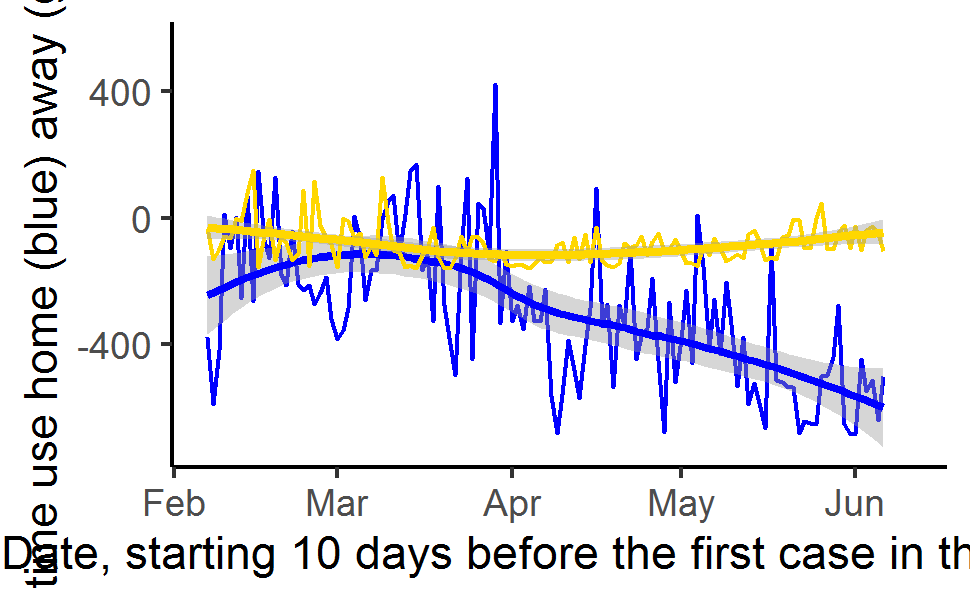 time use home (blue) away (
400
0
-400
Feb Mar Apr May Jun
Date, starting 10 days before the first case in th